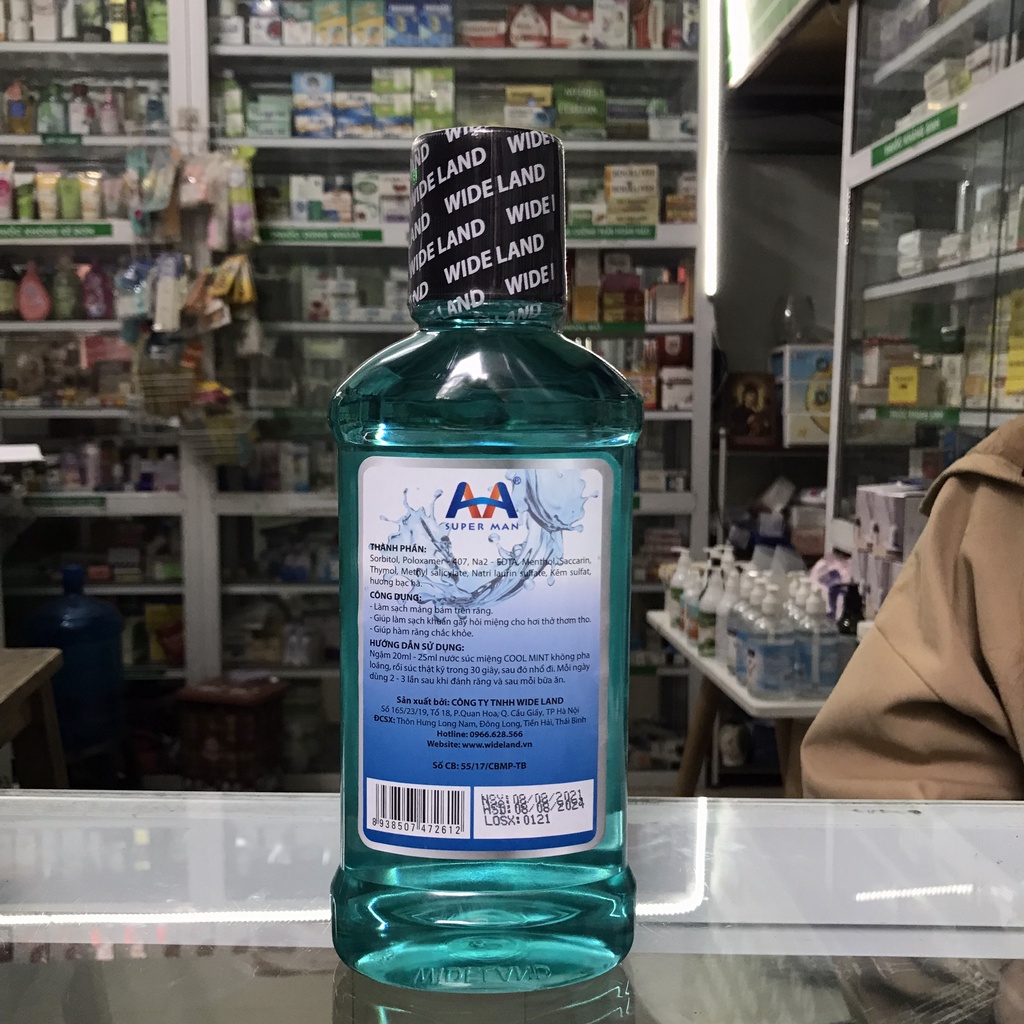 WIDE LAND
WIDE LAND
WIDE LAND
WIDE LAND
AA®
SUPER MAN
THÀNH PHẦN:
Sorbitol, Poloxamer - 407, Na2 - EDTA, Menthol, Saccarin,
Thymol, Methyl salicylate, Natri laurin sulfate, Kẽm sulfat,
hương bạc hà.
CÔNG DỤNG:
- Làm sạch mảng bám trên răng.
- Giúp làm sạch khuẩn gây hôi miệng cho hơi thở thơm tho.
- Giúp hàm răng chắc khỏe.
HƯỚNG DẪN SỬ DỤNG:
Ngậm 20ml - 25ml nước súc miệng COOL MINT không pha
loãng, rồi súc thật kỹ trong 30 giây, sau đó nhổ đi. Mỗi ngày
dùng 2 - 3 lần sau khi đánh răng và sau mỗi bữa ăn.
Sản xuất bởi: CÔNG TY TNHH WIDE LAND
Số 165/23/19, Tổ 18, P.Quan Hoa, Q. Cầu Giấy, TP Hà Nội
ĐCSX: Thôn Hưng Long Nam, Đông Long, Tiền Hải, Thái Bình
Hotline: 0966.628.566
Website: www.wideland.vn
Số CB: 55/17/CBMP-TB
NSX: 08/08/2021
HSD: 08/08/2024
LOSX: 0121
8 938507 472612